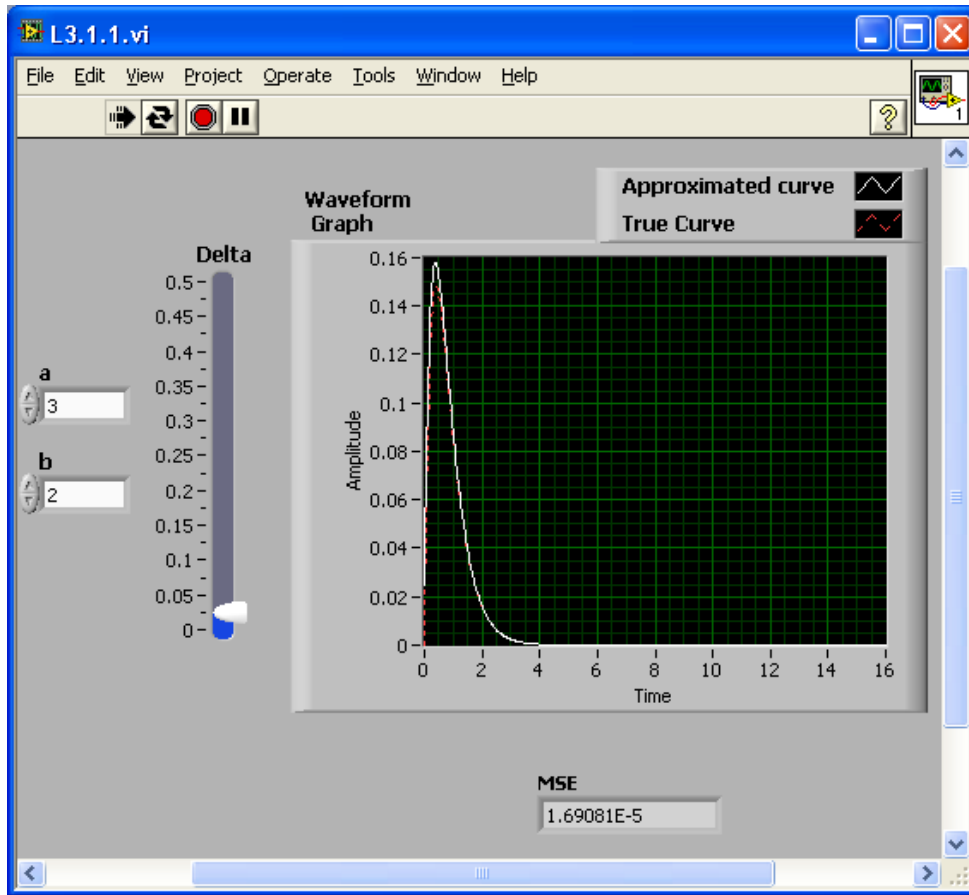 L3.1.1.vi
File Edit View Project Operate Tools Window Help
?
1
Waveform
Graph
Approximated curve
True Curve
Delta
0.5
0.45
0.4
0.35
0.3
0.25
0.2
0.15
0.1
0.05
0
a
3
b
2
0.16
0.14
0.12
0.1
0.08
0.06
0.04
0.02
0
Amplitude
0 2 4 6 8 10 12 14 16
Time
MSE
1.69081E-5